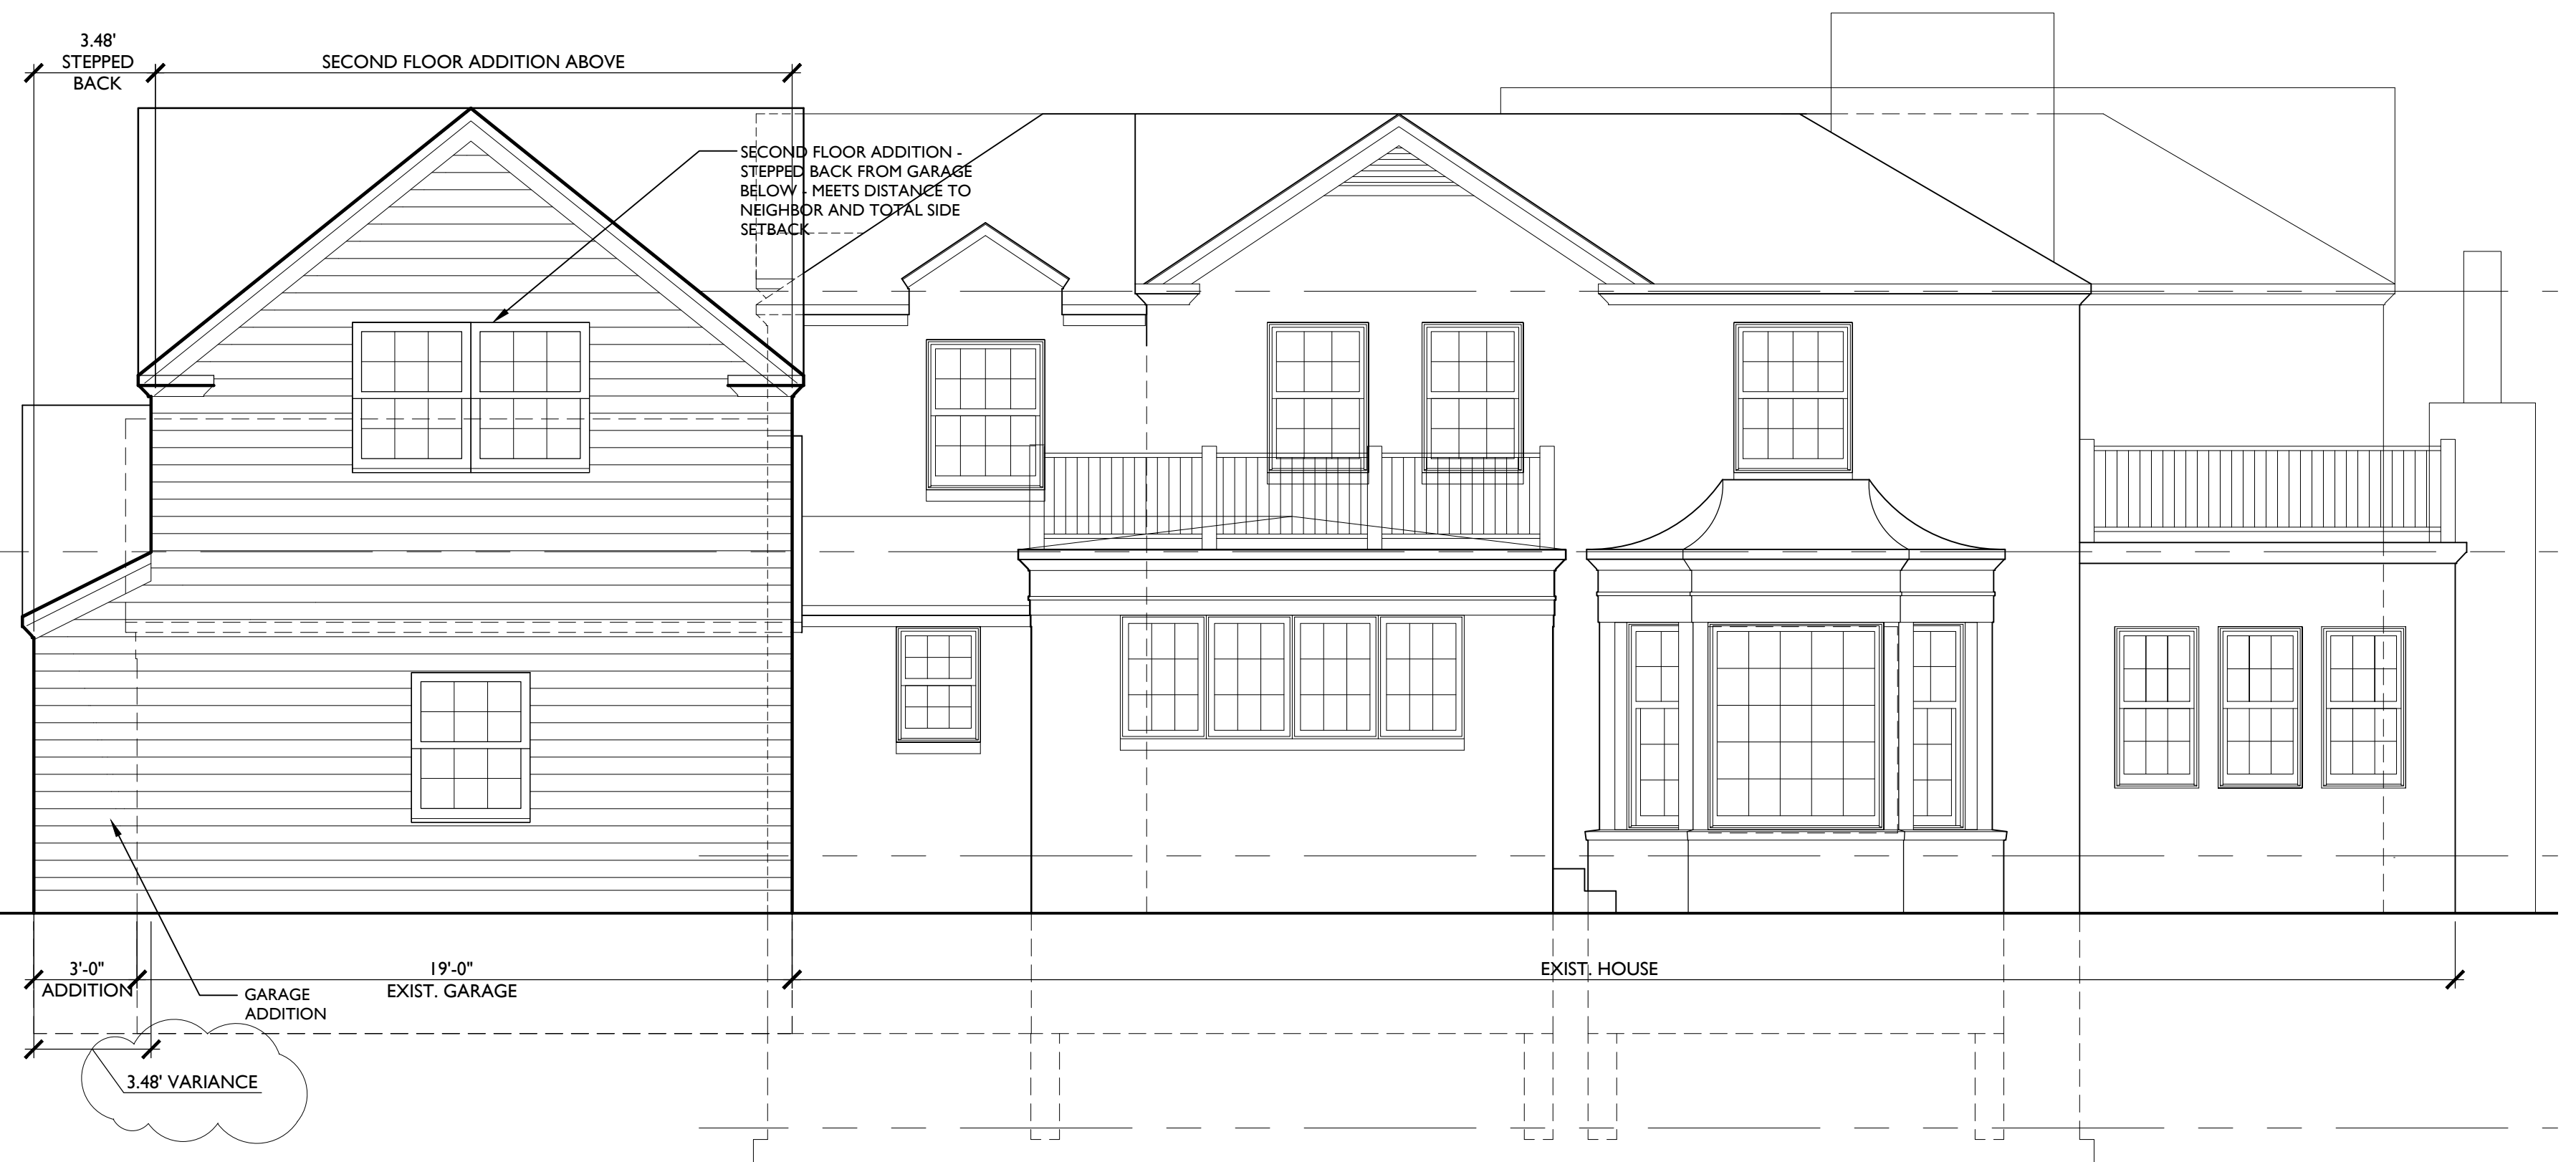 3.48'
STEPPED
BACK
SECOND FLOOR ADDITION ABOVE
SECOND FLOOR ADDITION -
STEPPED BACK FROM GARAGE
BELOW - MEETS DISTANCE TO
NEIGHBOR AND TOTAL SIDE
SETBACK
3'-0"
ADDITION
19'-0"
EXIST. GARAGE
EXIST. HOUSE
GARAGE
ADDITION
3.48' VARIANCE